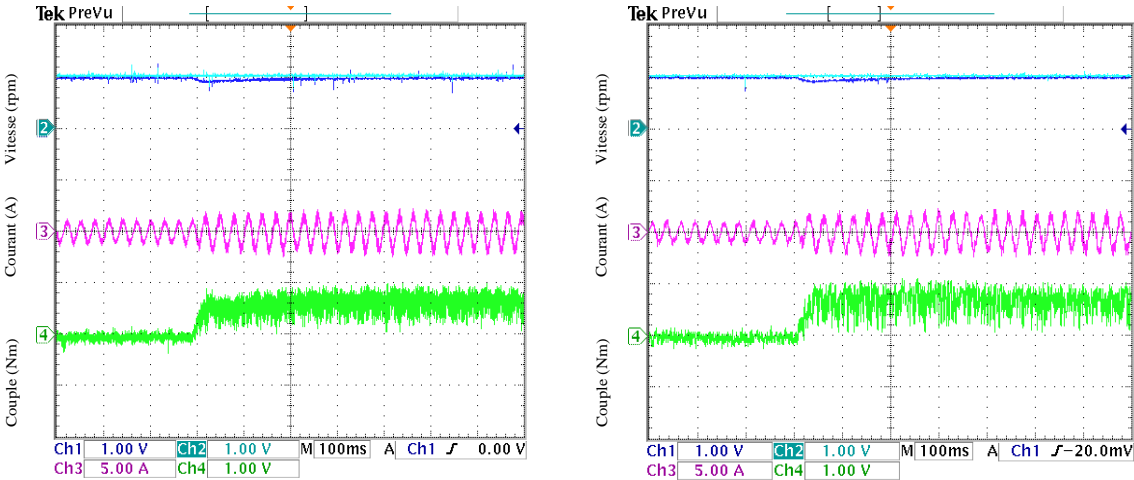 Tek PreVu
Vitesse (rpm)
Courant (A)
Couple (Nm)
2
3
4
Ch1 1.00 V Ch2 1.00 V M 100ms A Ch1 0.00 V
Ch3 5.00 A Ch4 1.00 V
Tek PreVu
Vitesse (rpm)
Courant (A)
Couple (Nm)
2
3
4
Ch1 1.00 V Ch2 1.00 V M 100ms A Ch1 -20.0mV
Ch3 5.00 A Ch4 1.00 V